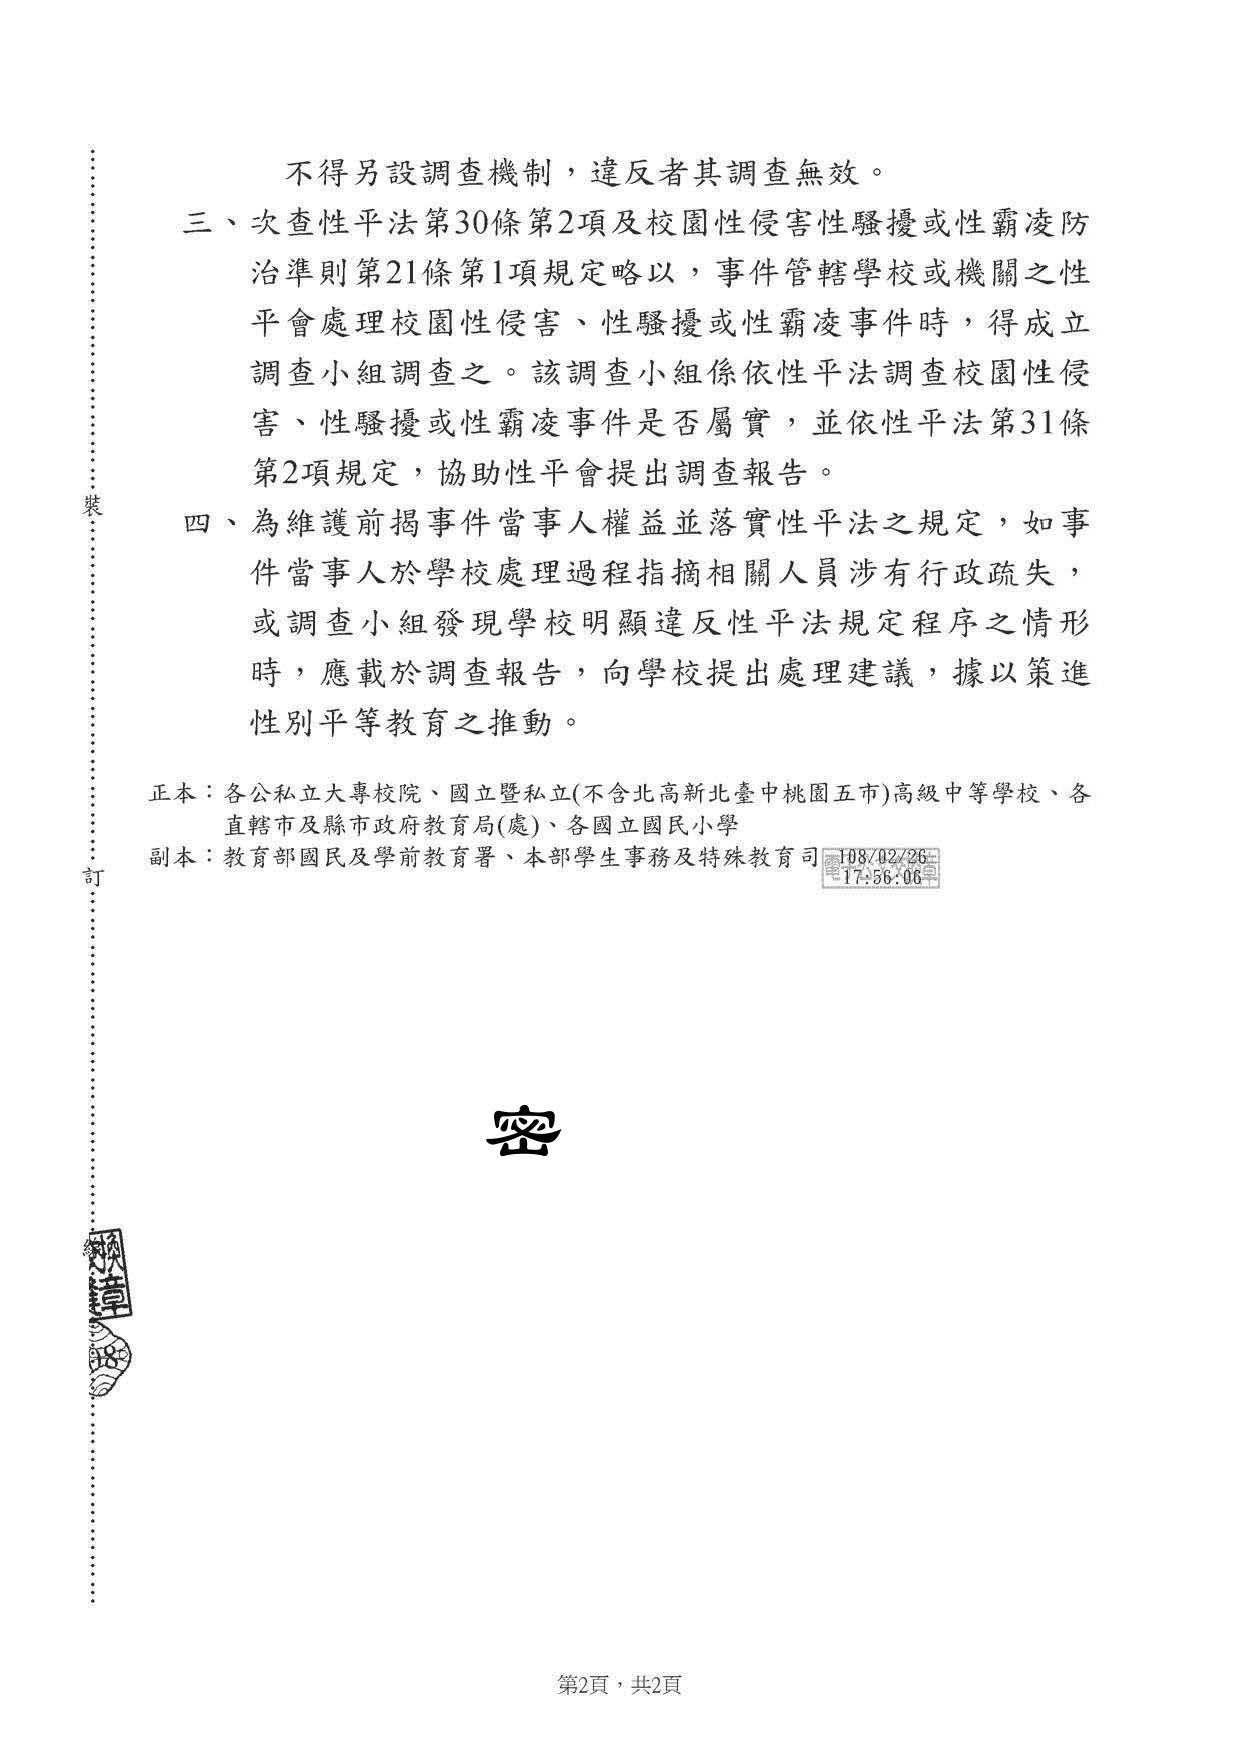 不得另設調查機制，違反者其調查無效。
三、次查性平法第30條第2項及校園性侵害性騷擾或性霸凌防
治準則第21條第1項規定略以，事件管轄學校或機關之性
平會處理校園性侵害、性騷擾或性霸凌事件時，得成立
調查小組調查之。該調查小組係依性平法調查校園性侵
害、性騷擾或性霸凌事件是否屬實，並依性平法第31條
第2項規定，協助性平會提出調查報告。
四、為維護前揭事件當事人權益並落實性平法之規定，如事
件當事人於學校處理過程指摘相關人員涉有行政疏失，
或調查小組發現學校明顯違反性平法規定程序之情形
時，應載於調查報告，向學校提出處理建議，據以策進
性別平等教育之推動。
正本：各公私立大專校院、國立暨私立(不含北高新北臺中桃園五市)高級中等學校、各
直轄市及縣市政府教育局(處)、各國立國民小學
副本：教育部國民及學前教育署、本部學生事務及特殊教育司
108/02/26
17:56:06
裝
訂
密
章
第2頁，共2頁